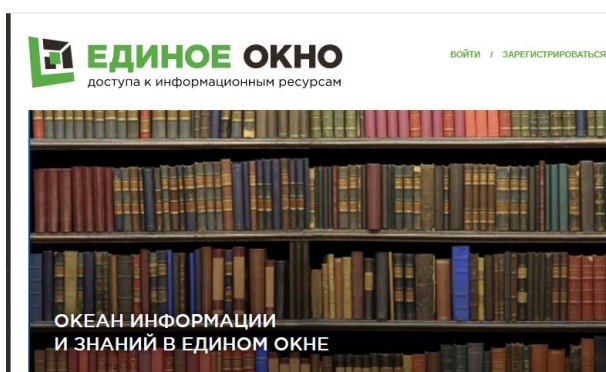 ЕДИНОЕ ОКНО
доступа к информационным ресурсам
ВОЙТИ / ЗАРЕГИСТРИРОВАТЬСЯ
ОКЕАН ИНФОРМАЦИИ
И ЗНАНИЙ В ЕДИНОМ ОКНЕ